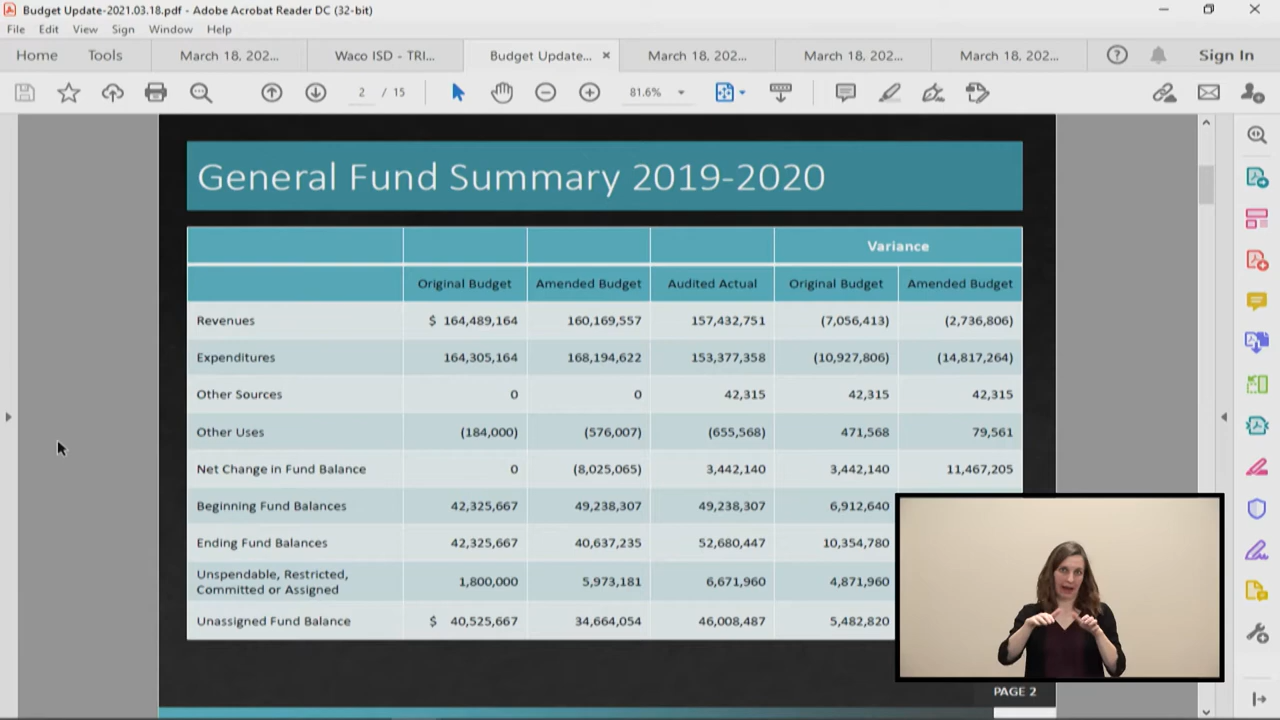 Budget Update-2021.03.18.pdf - Adobe Acrobat Reader DC (32-bit)
File Edit View Sign Window Help
Home Tools March 18, 202... Waco ISD - TRI... Budget Update... × March 18, 202... March 18, 202... March 18, 202... Sign In
2 / 15 81.6%
General Fund Summary 2019-2020
Variance
Original Budget Amended Budget Audited Actual Original Budget Amended Budget
Revenues $ 164,489,164 160,169,557 157,432,751 (7,056,413) (2,736,806)
Expenditures 164,305,164 168,194,622 153,377,358 (10,927,806) (14,817,264)
Other Sources 0 0 42,315 42,315 42,315
Other Uses (184,000) (576,007) (655,568) 471,568 79,561
Net Change in Fund Balance 0 (8,025,065) 3,442,140 3,442,140 11,467,205
Beginning Fund Balances 42,325,667 49,238,307 49,238,307 6,912,640
Ending Fund Balances 42,325,667 40,637,235 52,680,447 10,354,780
Unspendable, Restricted,
Committed or Assigned 1,800,000 5,973,181 6,671,960 4,871,960
Unassigned Fund Balance $ 40,525,667 34,664,054 46,008,487 5,482,820
PAGE 2